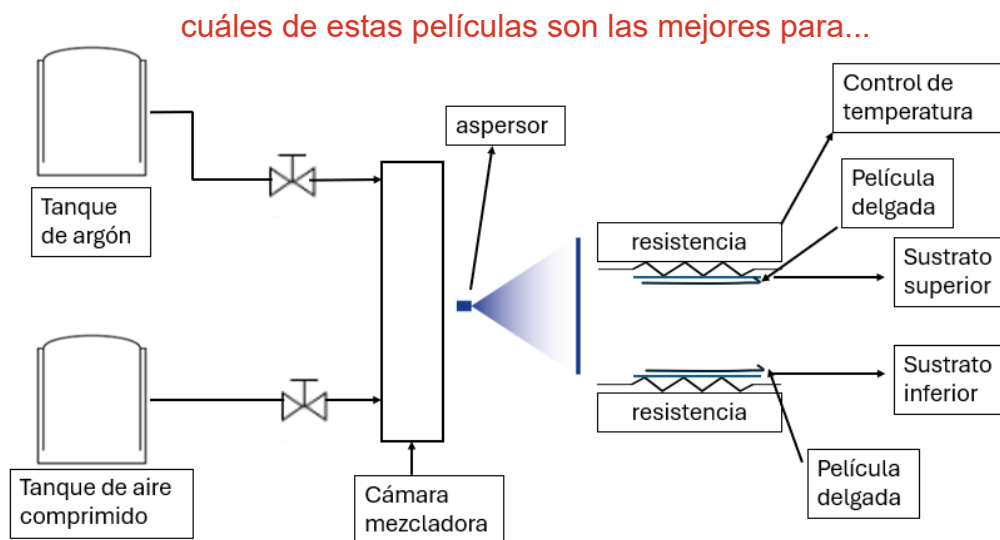 cuáles de estas películas son las mejores para...
Control de
temperatura
aspersor
Película
delgada
Tanque
de argón
resistencia
Sustrato
superior
Sustrato
inferior
resistencia
Película
delgada
Tanque de aire
comprimido
Cámara
mezcladora